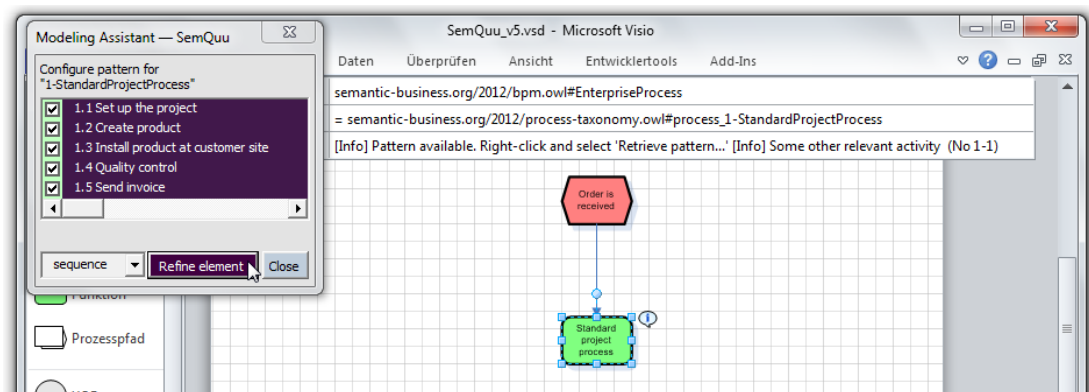 Modeling Assistant — SemQuu
SemQuu_v5.vsd - Microsoft Visio
Daten Überprüfen Ansicht Entwicklertools Add-Ins
Configure pattern for
"1-StandardProjectProcess"
1.1 Set up the project
1.2 Create product
1.3 Install product at customer site
1.4 Quality control
1.5 Send invoice
sequence Refine element Close
semantic-business.org/2012/bpm.owl#EnterpriseProcess
= semantic-business.org/2012/process-taxonomy.owl#process_1-StandardProjectProcess
[Info] Pattern available. Right-click and select 'Retrieve pattern...' [Info] Some other relevant activity (No 1-1)
Order is
received
Standard
project
process
Funktion
Prozesspfad